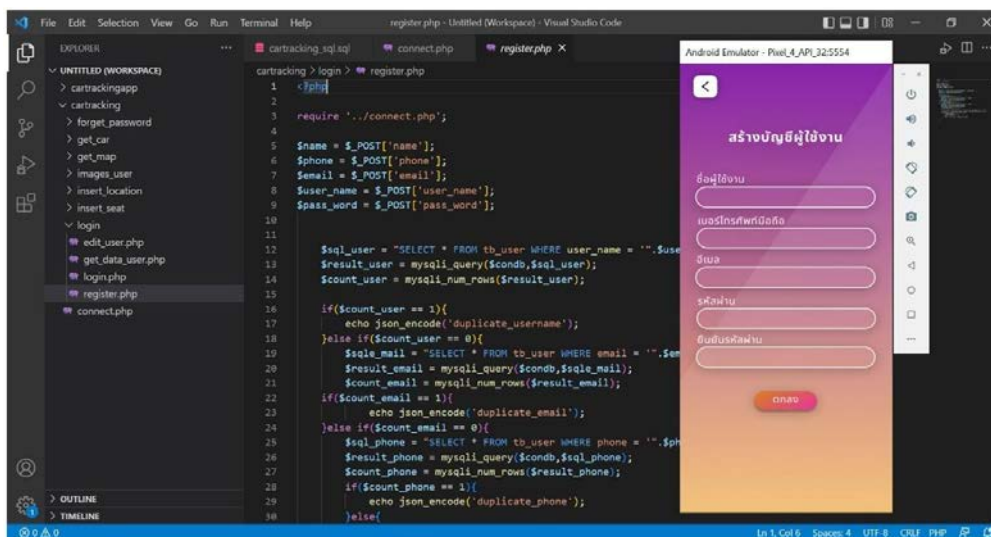 File Edit Selection View Go Run Terminal Help
register.php - Untitled (Workspace) - Visual Studio Code
EXPLORER
UNTITLED (WORKSPACE)
> cartrackingapp
cartracking
> forget_password
> get_car
> get_map
> images_user
> insert_location
> insert_seat
login
edit_user.php
get_data_user.php
login.php
register.php
connect.php
> OUTLINE
> TIMELINE
cartracking_sql.sql connect.php register.php ×
cartracking > login > register.php
1 <?php
2
3 require '../connect.php';
4
5 $name = $_POST['name'];
6 $phone = $_POST['phone'];
7 $email = $_POST['email'];
8 $user_name = $_POST['user_name'];
9 $pass_word = $_POST['pass_word'];
10
11
12 $sql_user = "SELECT * FROM tb_user WHERE user_name = '".$use
13 $result_user = mysqli_query($condb,$sql_user);
14 $count_user = mysqli_num_rows($result_user);
15
16 if($count_user == 1){
17 echo json_encode('duplicate_username');
18 }else if($count_user == 0){
19 $sqle_mail = "SELECT * FROM tb_user WHERE email = '".$em
20 $result_email = mysqli_query($condb,$sqle_mail);
21 $count_email = mysqli_num_rows($result_email);
22 if($count_email == 1){
23 echo json_encode('duplicate_email');
24 }else if($count_email == 0){
25 $sql_phone = "SELECT * FROM tb_user WHERE phone = '".$ph
26 $result_phone = mysqli_query($condb,$sql_phone);
27 $count_phone = mysqli_num_rows($result_phone);
28 if($count_phone == 1){
29 echo json_encode('duplicate_phone');
30 }else{
Android Emulator - Pixel_4_API_32:5554
สร้างบัญชีผู้ใช้งาน
ชื่อผู้ใช้งาน
เบอร์โทรศัพท์มือถือ
อีเมล
รหัสผ่าน
ยืนยันรหัสผ่าน
ตกลง
0 0 Ln 1, Col 6 Spaces: 4 UTF-8 CRLF PHP